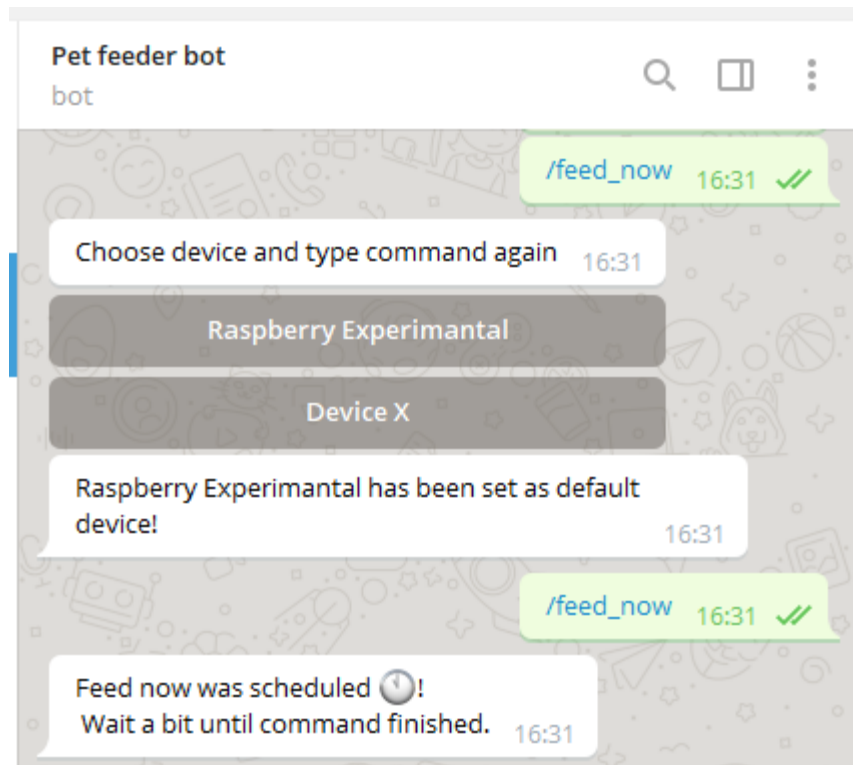 Pet feeder bot
bot
/feed_now 16:31
Choose device and type command again 16:31
Raspberry Experimantal
Device X
Raspberry Experimantal has been set as default
device! 16:31
/feed_now 16:31
Feed now was scheduled 🕚!
Wait a bit until command finished. 16:31